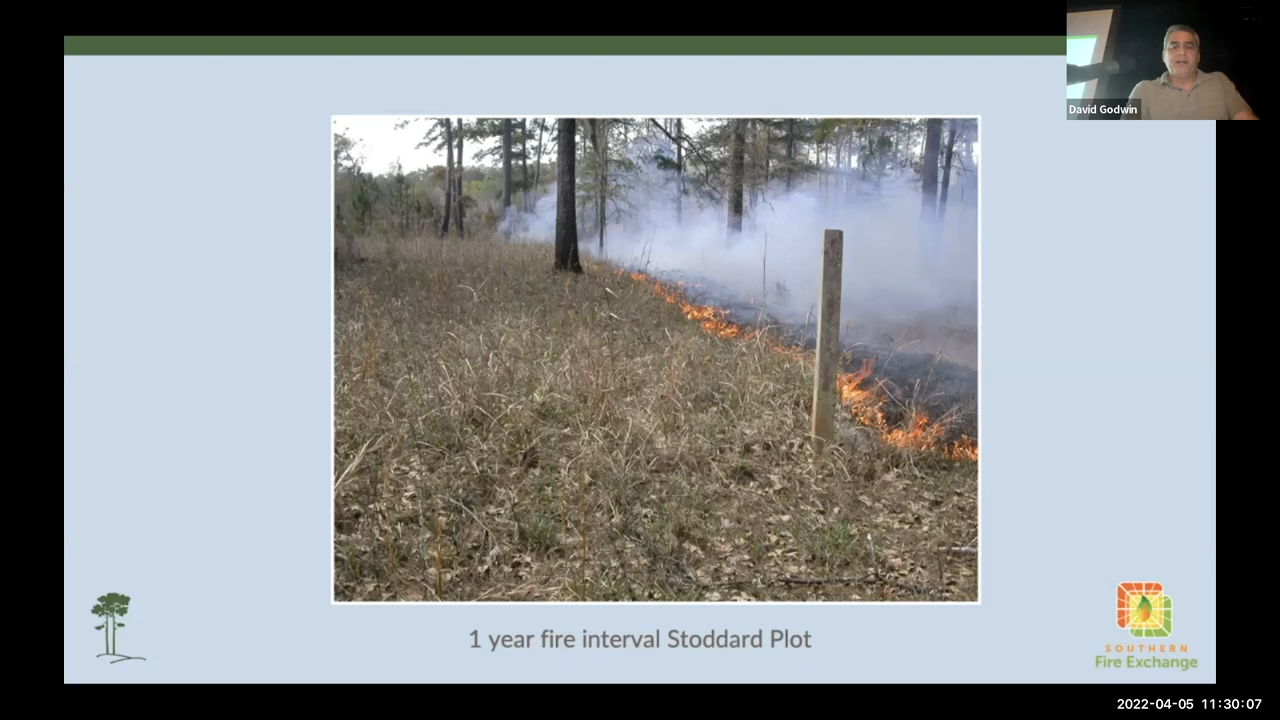 David Godwin
1 year fire interval Stoddard Plot
SOUTHERN
Fire Exchange
2022-04-05 11:30:07